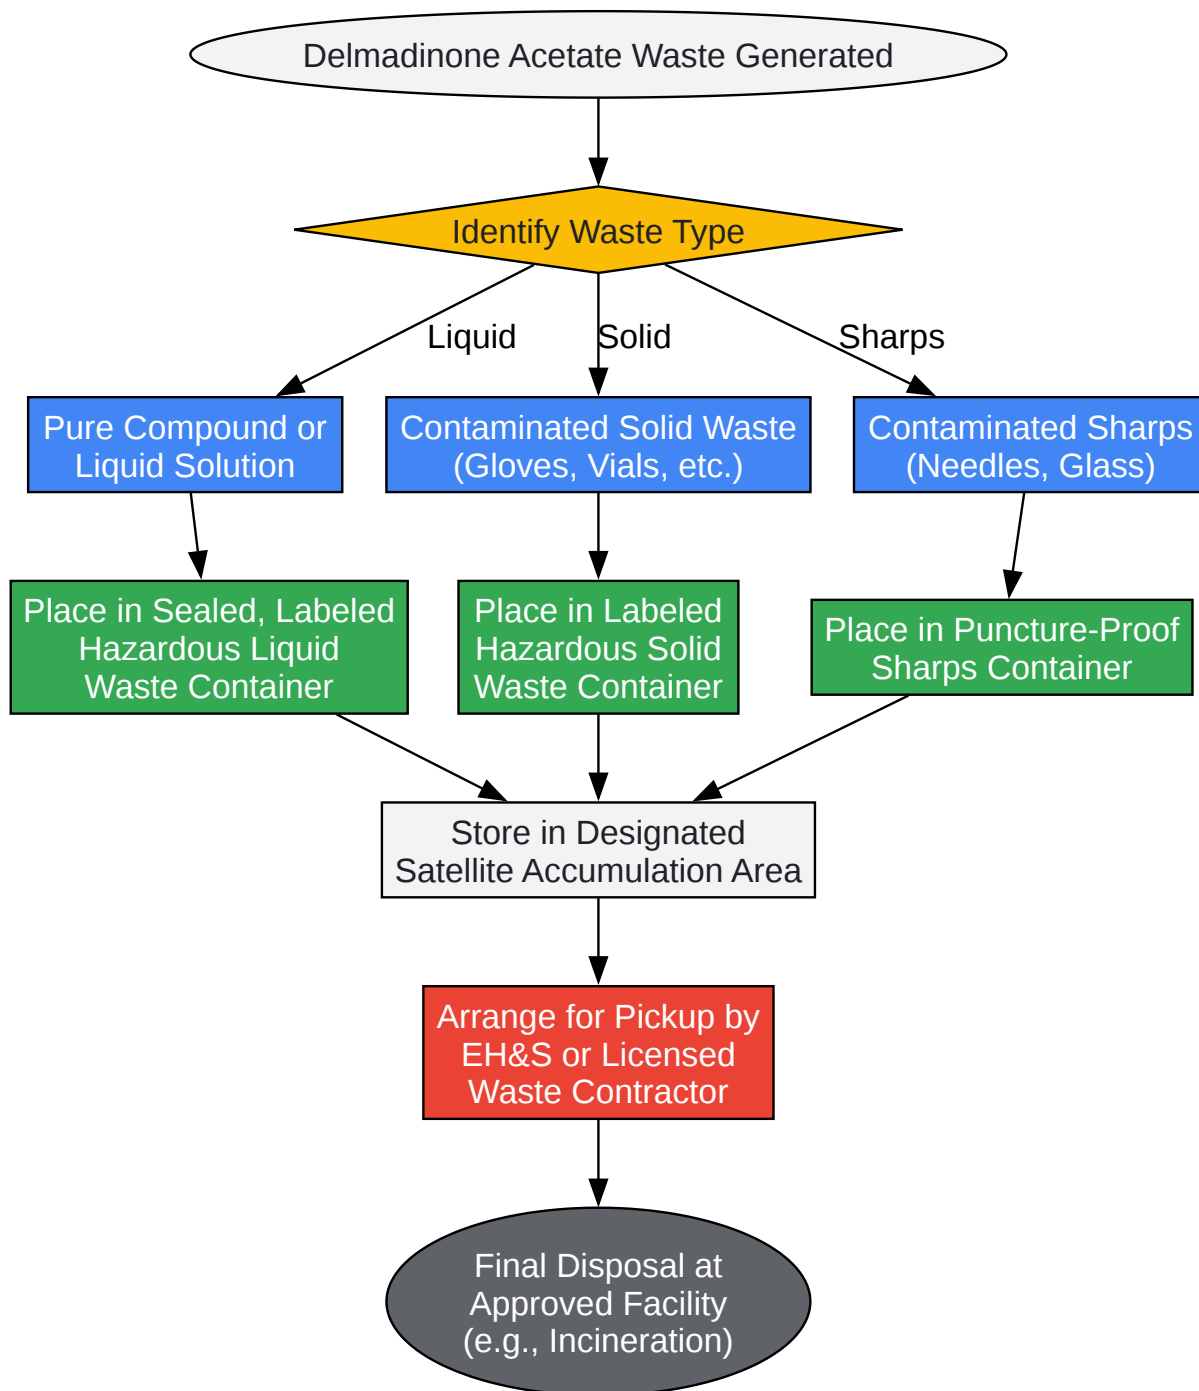 Delmadinone Acetate Waste Generated
Identify Waste Type
Liquid
Solid
Sharps
Pure Compound or
Liquid Solution
Contaminated Solid Waste
(Gloves, Vials, etc.)
Contaminated Sharps
(Needles, Glass)
Place in Sealed, Labeled
Hazardous Liquid
Waste Container
Place in Labeled
Hazardous Solid
Waste Container
Place in Puncture-Proof
Sharps Container
Store in Designated
Satellite Accumulation Area
Arrange for Pickup by
EH&S or Licensed
Waste Contractor
Final Disposal at
Approved Facility
(e.g., Incineration)